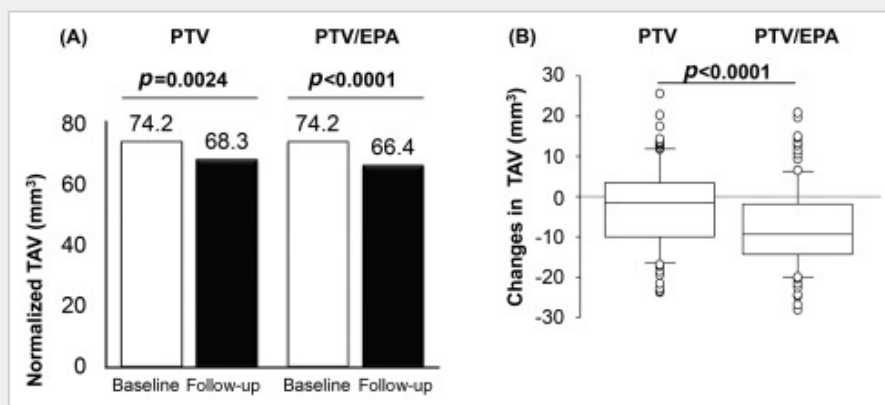 (A) PTV PTV/EPA
p=0.0024 p<0.0001
Normalized TAV (mm³)
80
60
40
20
0
74.2 68.3 74.2 66.4
Baseline Follow-up Baseline Follow-up
(B) PTV PTV/EPA
p<0.0001
Changes in TAV (mm³)
30
20
10
0
-10
-20
-30